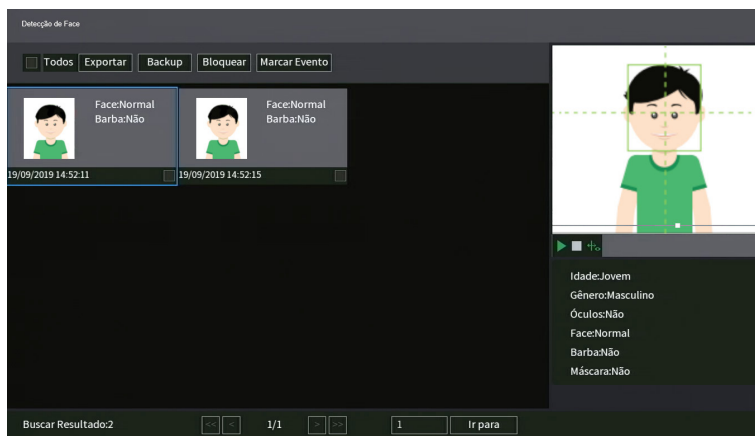 Detecção de Face
Todos Exportar Backup Bloquear Marcar Evento
Face:Normal
Barba:Não
19/09/2019 14:52:11
Face:Normal
Barba:Não
19/09/2019 14:52:15
Idade:Jovem
Gênero:Masculino
Óculos:Não
Face:Normal
Barba:Não
Máscara:Não
Buscar Resultado:2 << < 1/1 > >> 1 Ir para